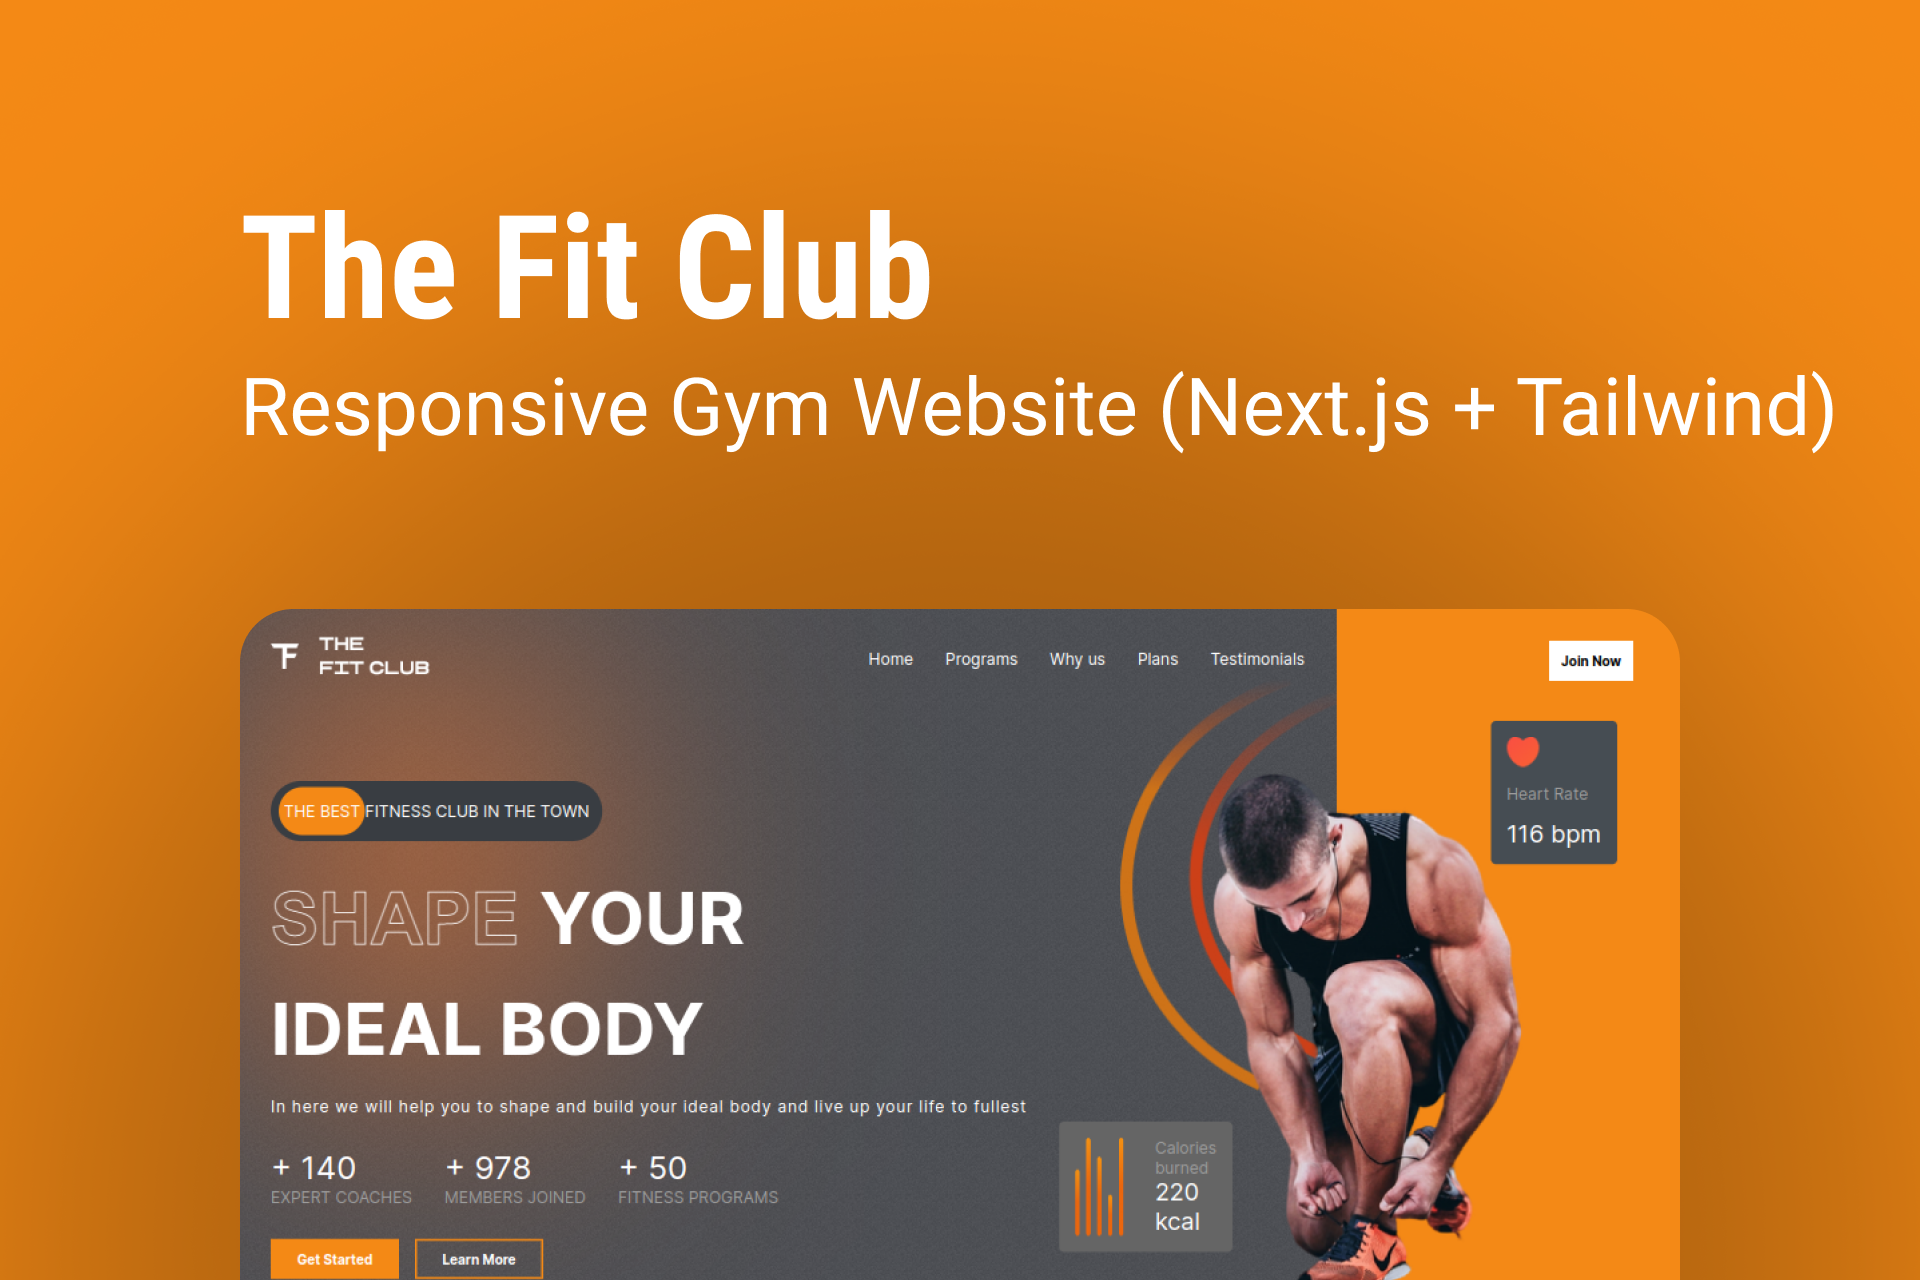 The Fit Club
Responsive Gym Website (Next.js + Tailwind)
THE
FIT CLUB
Home Programs Why us Plans Testimonials
Join Now
Heart Rate
116 bpm
THE BEST FITNESS CLUB IN THE TOWN
SHAPE YOUR
IDEAL BODY
In here we will help you to shape and build your ideal body and live up your life to fullest
+ 140 + 978 + 50
EXPERT COACHES MEMBERS JOINED FITNESS PROGRAMS
Calories
burned
220
kcal
Get Started Learn More